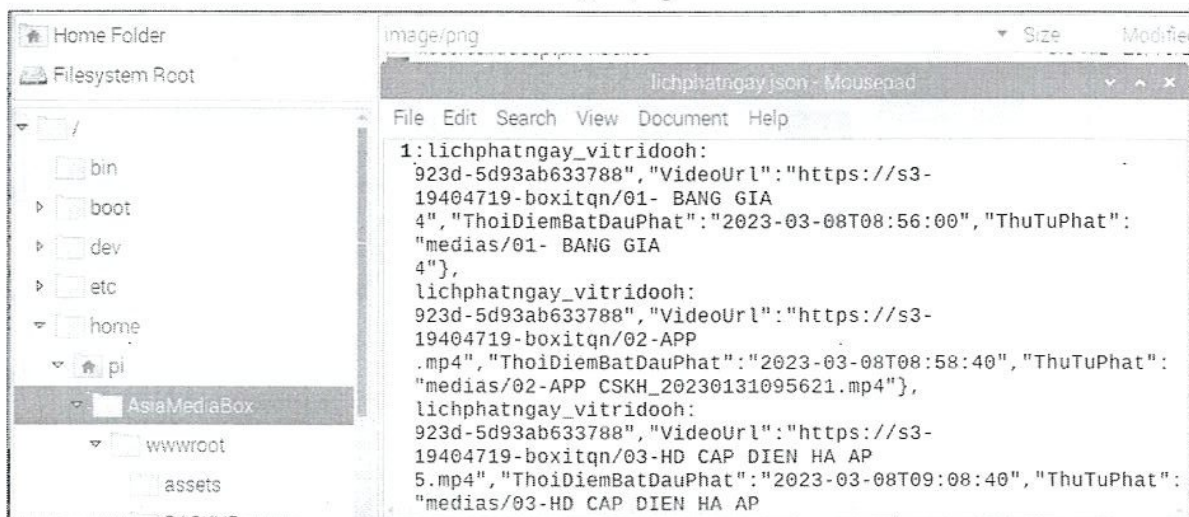 Home Folder
Filesystem Root
/
bin
boot
dev
etc
home
pi
AsiaMediaBox
wwwroot
assets
image/png
Size
lichphatngay.json - Mousepad
File Edit Search View Document Help
1:lichphatngay_vitridooh:
923d-5d93ab633788","VideoUrl":"https://s3-
19404719-boxitqn/01- BANG GIA
4","ThoiDiemBatDauPhat":"2023-03-08T08:56:00","ThuTuPhat":
"medias/01- BANG GIA
4"},
lichphatngay_vitridooh:
923d-5d93ab633788","VideoUrl":"https://s3-
19404719-boxitqn/02-APP
.mp4","ThoiDiemBatDauPhat":"2023-03-08T08:58:40","ThuTuPhat":
"medias/02-APP CSKH_20230131095621.mp4"},
lichphatngay_vitridooh:
923d-5d93ab633788","VideoUrl":"https://s3-
19404719-boxitqn/03-HD CAP DIEN HA AP
5.mp4","ThoiDiemBatDauPhat":"2023-03-08T09:08:40","ThuTuPhat":
"medias/03-HD CAP DIEN HA AP